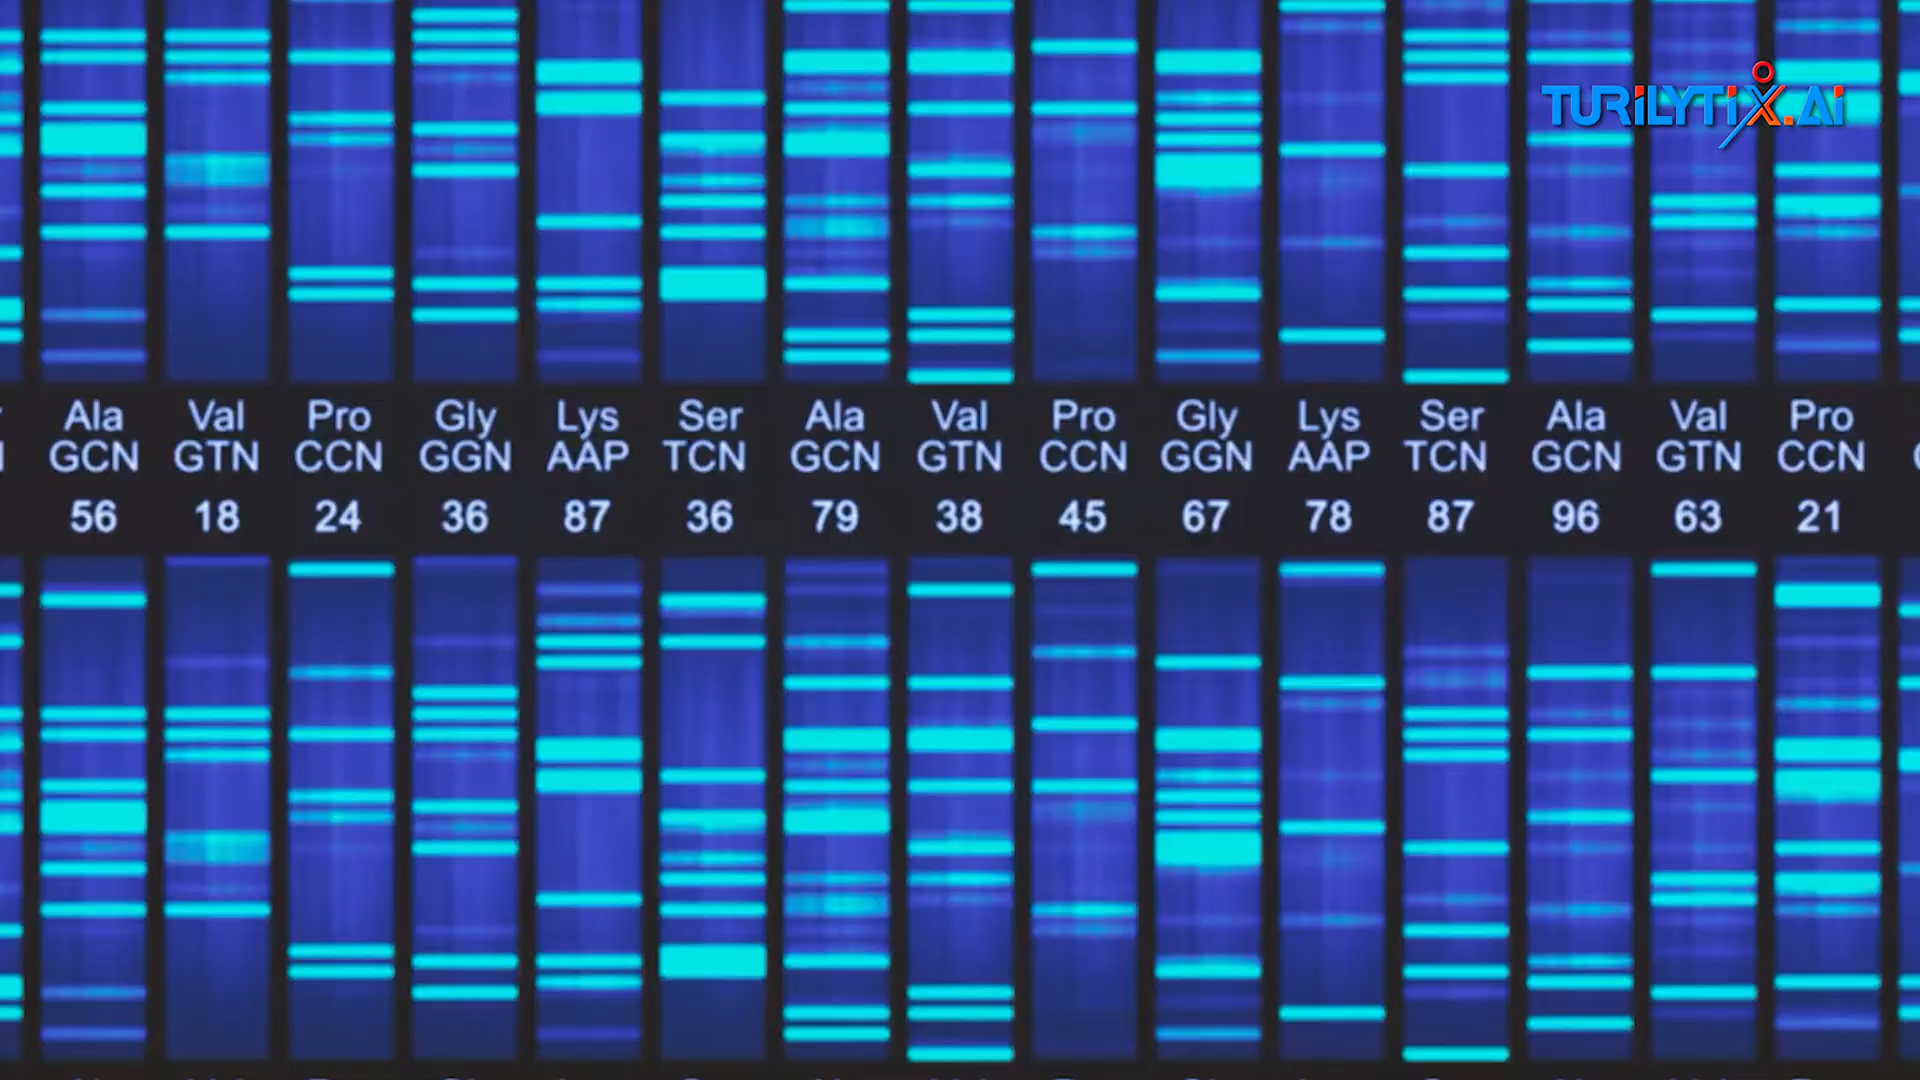 TURILYTIX.AI
Ala Val Pro Gly Lys Ser Ala Val Pro Gly Lys Ser Ala Val Pro
GCN GTN CCN GGN AAP TCN GCN GTN CCN GGN AAP TCN GCN GTN CCN
56 18 24 36 87 36 79 38 45 67 78 87 96 63 21